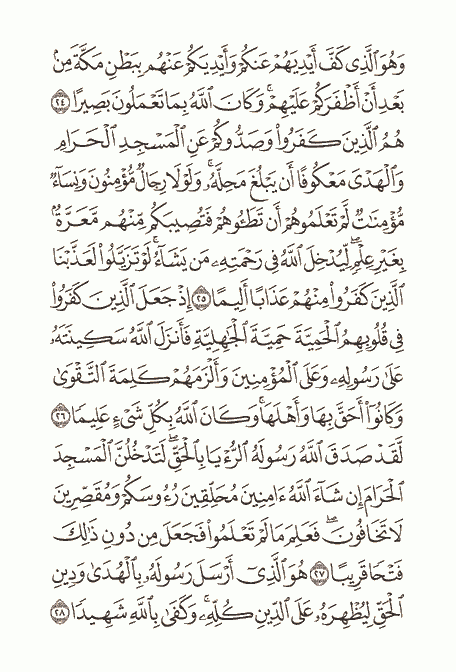 وَهُوَ ٱلَّذِى كَفَّ أَيْدِيَهُمْ عَنكُمْ وَأَيْدِيَكُمْ عَنْهُم بِبَطْنِ مَكَّةَ مِنۢ
بَعْدِ أَنْ أَظْفَرَكُمْ عَلَيْهِمْ ۚ وَكَانَ ٱللَّهُ بِمَا تَعْمَلُونَ بَصِيرًا ٢٤
هُمُ ٱلَّذِينَ كَفَرُوا۟ وَصَدُّوكُمْ عَنِ ٱلْمَسْجِدِ ٱلْحَرَامِ
وَٱلْهَدْىَ مَعْكُوفًا أَن يَبْلُغَ مَحِلَّهُۥ ۚ وَلَوْلَا رِجَالٌ مُّؤْمِنُونَ وَنِسَآءٌ
مُّؤْمِنَـٰتٌ لَّمْ تَعْلَمُوهُمْ أَن تَطَـُٔوهُمْ فَتُصِيبَكُم مِّنْهُم مَّعَرَّةٌۢ
بِغَيْرِ عِلْمٍ ۖ لِّيُدْخِلَ ٱللَّهُ فِى رَحْمَتِهِۦ مَن يَشَآءُ ۚ لَوْ تَزَيَّلُوا۟ لَعَذَّبْنَا
ٱلَّذِينَ كَفَرُوا۟ مِنْهُمْ عَذَابًا أَلِيمًا ٢٥ إِذْ جَعَلَ ٱلَّذِينَ كَفَرُوا۟
فِى قُلُوبِهِمُ ٱلْحَمِيَّةَ حَمِيَّةَ ٱلْجَـٰهِلِيَّةِ فَأَنزَلَ ٱللَّهُ سَكِينَتَهُۥ
عَلَىٰ رَسُولِهِۦ وَعَلَى ٱلْمُؤْمِنِينَ وَأَلْزَمَهُمْ كَلِمَةَ ٱلتَّقْوَىٰ
وَكَانُوٓا۟ أَحَقَّ بِهَا وَأَهْلَهَا ۚ وَكَانَ ٱللَّهُ بِكُلِّ شَىْءٍ عَلِيمًا ٢٦
لَّقَدْ صَدَقَ ٱللَّهُ رَسُولَهُ ٱلرُّءْيَا بِٱلْحَقِّ ۖ لَتَدْخُلُنَّ ٱلْمَسْجِدَ
ٱلْحَرَامَ إِن شَآءَ ٱللَّهُ ءَامِنِينَ مُحَلِّقِينَ رُءُوسَكُمْ وَمُقَصِّرِينَ
لَا تَخَافُونَ ۖ فَعَلِمَ مَا لَمْ تَعْلَمُوا۟ فَجَعَلَ مِن دُونِ ذَٰلِكَ
فَتْحًا قَرِيبًا ٢٧ هُوَ ٱلَّذِىٓ أَرْسَلَ رَسُولَهُۥ بِٱلْهُدَىٰ وَدِينِ
ٱلْحَقِّ لِيُظْهِرَهُۥ عَلَى ٱلدِّينِ كُلِّهِۦ ۚ وَكَفَىٰ بِٱللَّهِ شَهِيدًا ٢٨